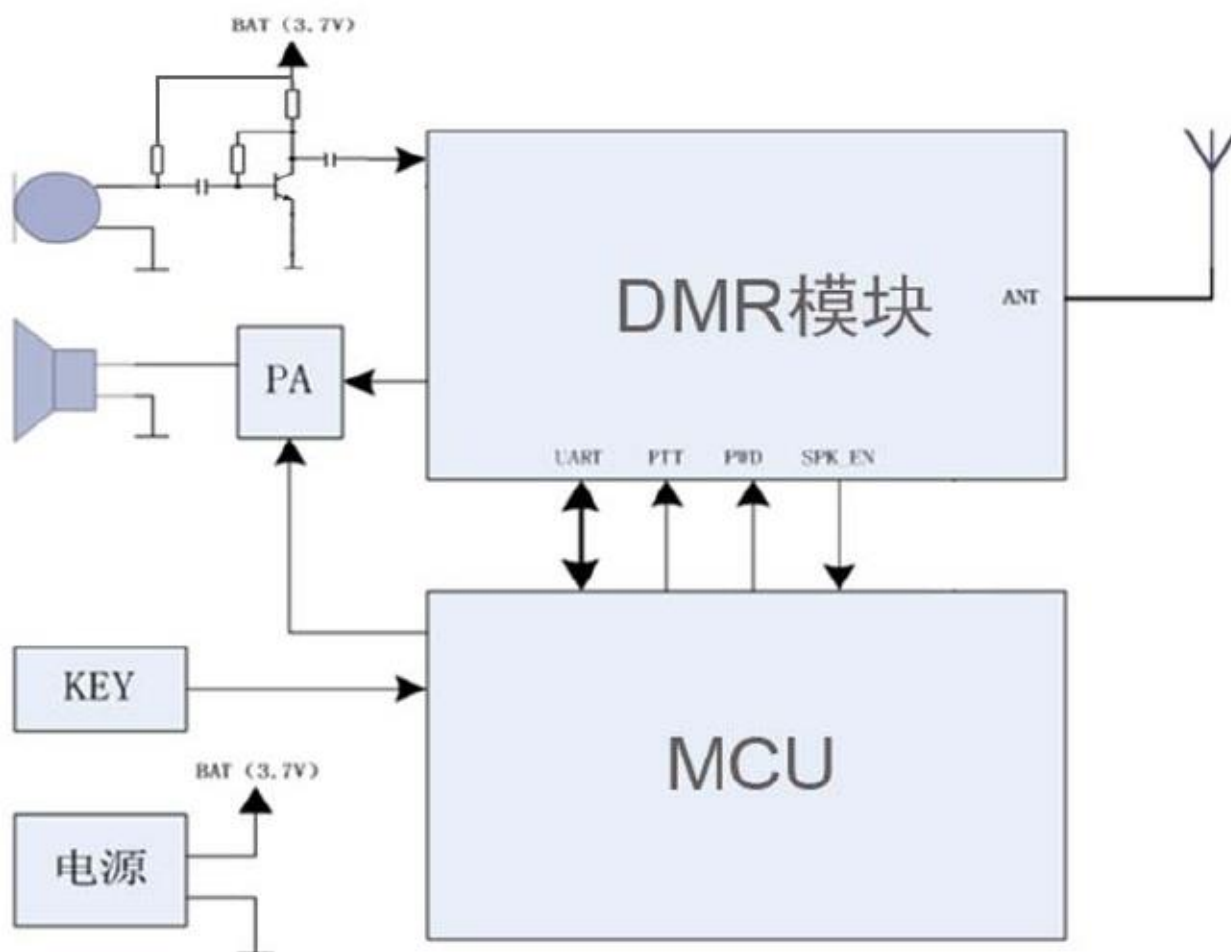 BAT (3.7V)
DMR模块
ANT
PA
UART PTT PWD SPK_EN
KEY
MCU
BAT (3.7V)
电源